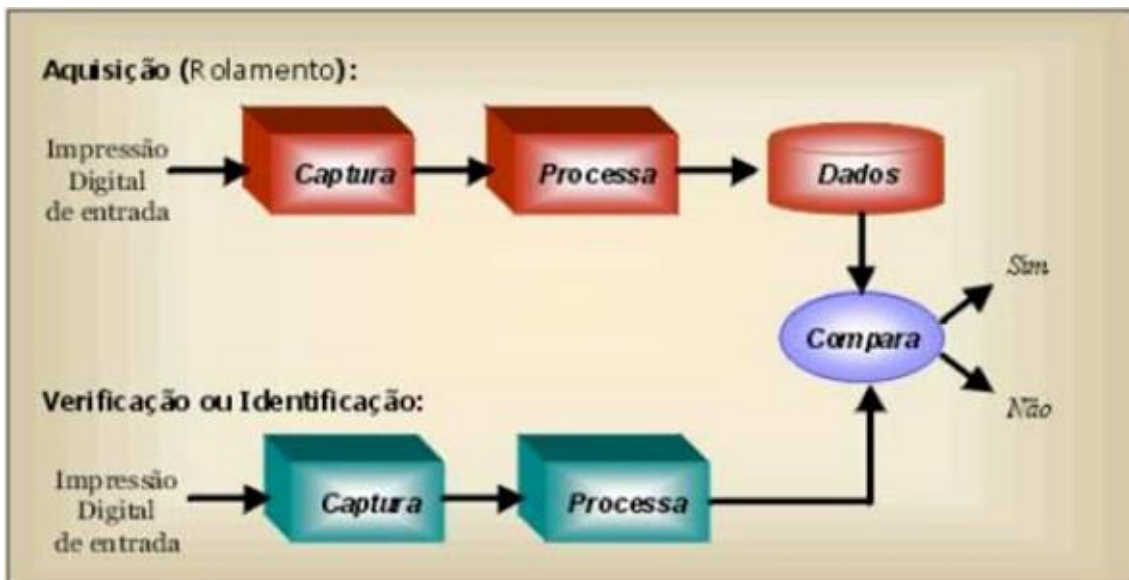 Aquisição (Rolamento):
Impressão
Digital
de entrada
Captura
Processa
Dados
Sim
Compara
Não
Verificação ou Identificação:
Impressão
Digital
de entrada
Captura
Processa